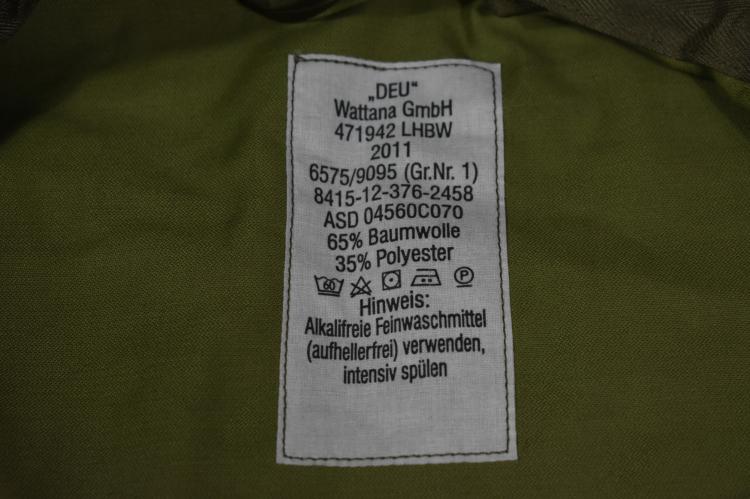 „DEU“
Wattana GmbH
471942 LHBW
2011
6575/9095 (Gr.Nr. 1)
8415-12-376-2458
ASD 04560C070
65% Baumwolle
35% Polyester
60 P
Hinweis:
Alkalifreie Feinwaschmittel
(aufhellerfrei) verwenden,
intensiv spülen